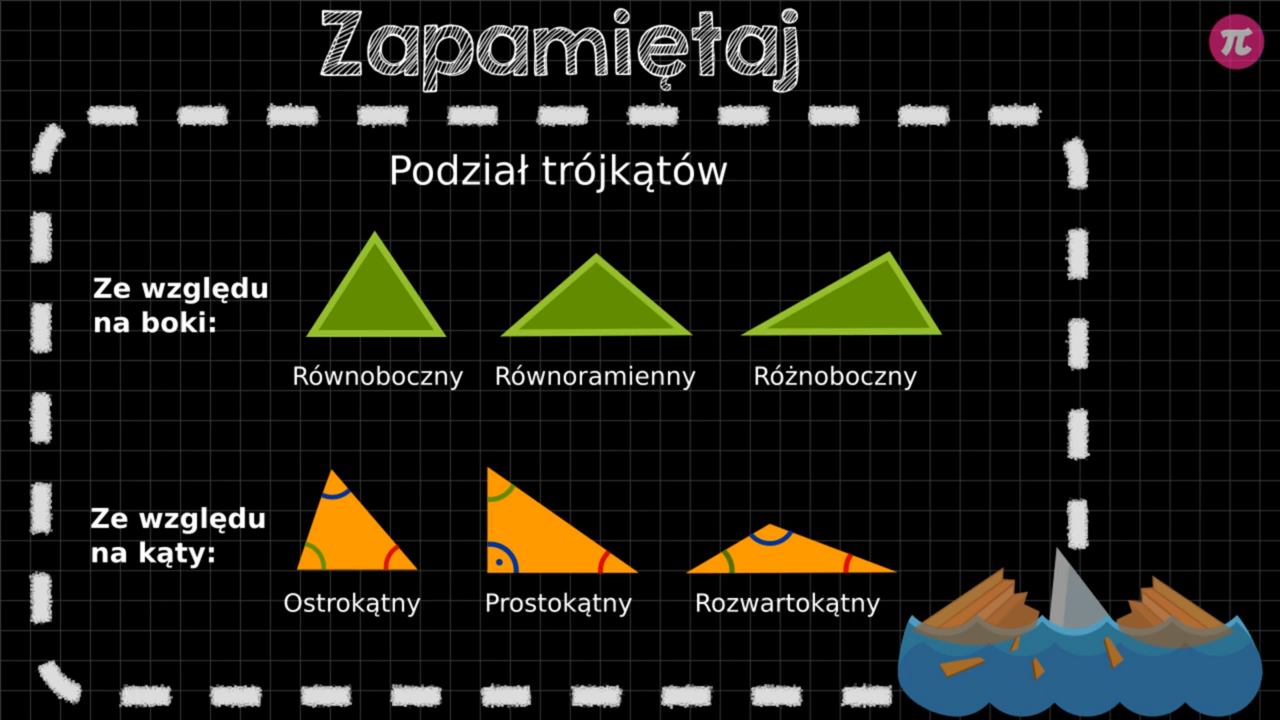 Zapamiętaj
π
Podział trójkątów
Ze względu
na boki:
Równoboczny Równoramienny Różnoboczny
Ze względu
na kąty:
Ostrokątny Prostokątny Rozwartokątny